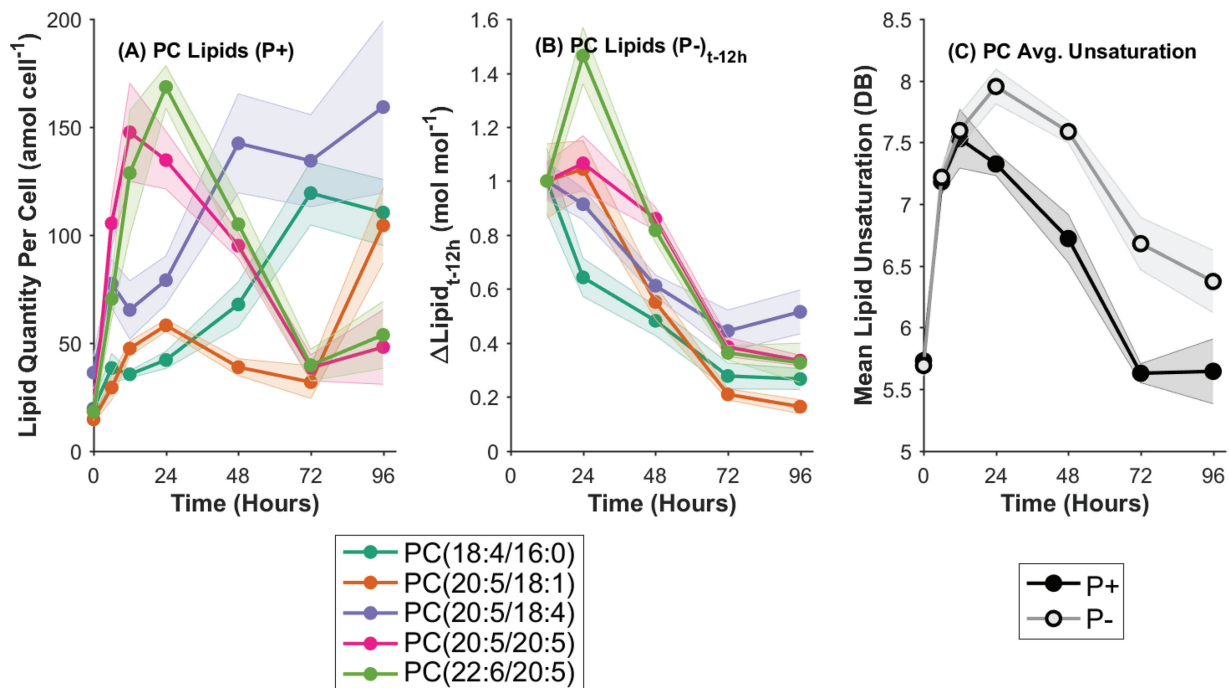 (A) PC Lipids (P+)
Lipid Quantity Per Cell (amol cell⁻¹)
200
150
100
50
0
0 24 48 72 96
Time (Hours)
(B) PC Lipids (P-)t-12h
ΔLipidt-12h (mol mol⁻¹)
1.6
1.4
1.2
1
0.8
0.6
0.4
0.2
0
0 24 48 72 96
Time (Hours)
(C) PC Avg. Unsaturation
Mean Lipid Unsaturation (DB)
8.5
8
7.5
7
6.5
6
5.5
5
0 24 48 72 96
Time (Hours)
PC(18:4/16:0)
PC(20:5/18:1)
PC(20:5/18:4)
PC(20:5/20:5)
PC(22:6/20:5)
P+
P-